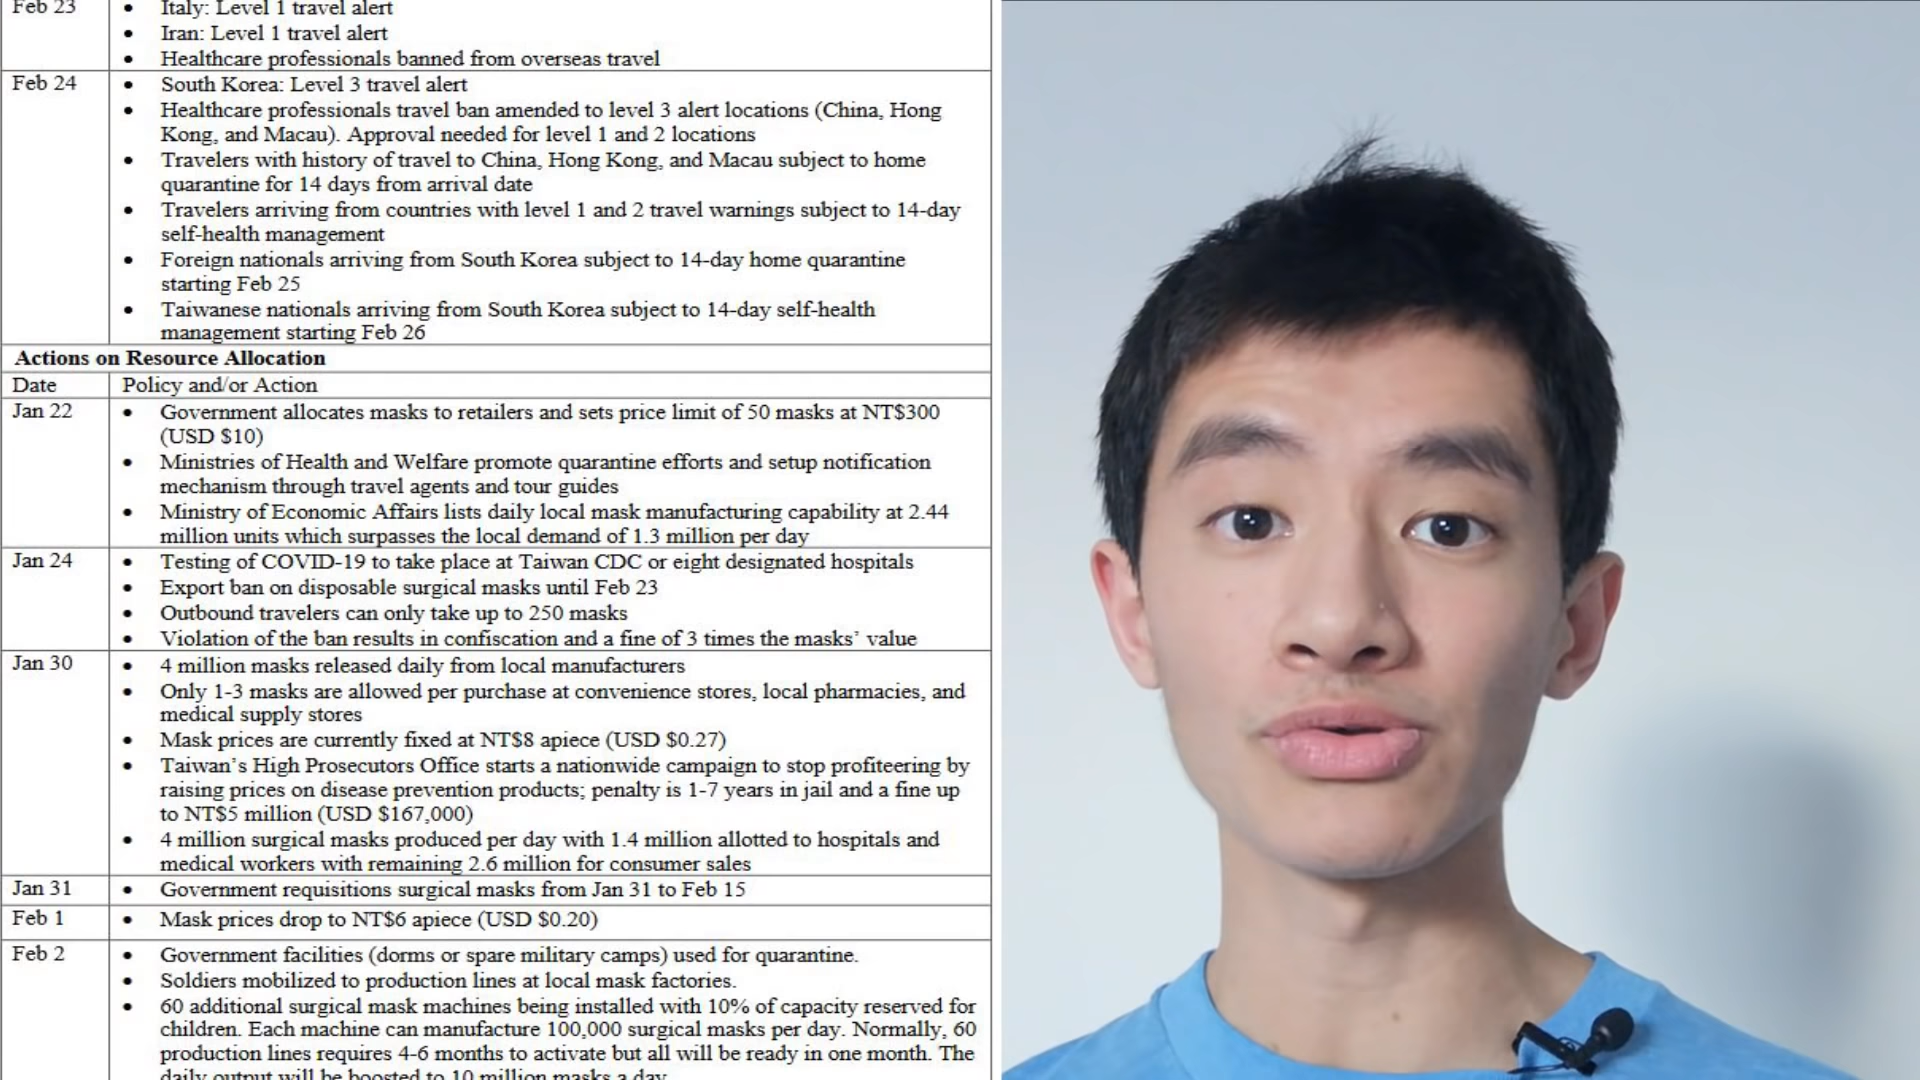 Feb 23
• Italy: Level 1 travel alert
• Iran: Level 1 travel alert
• Healthcare professionals banned from overseas travel
Feb 24
• South Korea: Level 3 travel alert
• Healthcare professionals travel ban amended to level 3 alert locations (China, Hong
Kong, and Macau). Approval needed for level 1 and 2 locations
• Travelers with history of travel to China, Hong Kong, and Macau subject to home
quarantine for 14 days from arrival date
• Travelers arriving from countries with level 1 and 2 travel warnings subject to 14-day
self-health management
• Foreign nationals arriving from South Korea subject to 14-day home quarantine
starting Feb 25
• Taiwanese nationals arriving from South Korea subject to 14-day self-health
management starting Feb 26
Actions on Resource Allocation
Date Policy and/or Action
Jan 22
• Government allocates masks to retailers and sets price limit of 50 masks at NT$300
(USD $10)
• Ministries of Health and Welfare promote quarantine efforts and setup notification
mechanism through travel agents and tour guides
• Ministry of Economic Affairs lists daily local mask manufacturing capability at 2.44
million units which surpasses the local demand of 1.3 million per day
Jan 24
• Testing of COVID-19 to take place at Taiwan CDC or eight designated hospitals
• Export ban on disposable surgical masks until Feb 23
• Outbound travelers can only take up to 250 masks
• Violation of the ban results in confiscation and a fine of 3 times the masks’ value
Jan 30
• 4 million masks released daily from local manufacturers
• Only 1-3 masks are allowed per purchase at convenience stores, local pharmacies, and
medical supply stores
• Mask prices are currently fixed at NT$8 apiece (USD $0.27)
• Taiwan’s High Prosecutors Office starts a nationwide campaign to stop profiteering by
raising prices on disease prevention products; penalty is 1-7 years in jail and a fine up
to NT$5 million (USD $167,000)
• 4 million surgical masks produced per day with 1.4 million allotted to hospitals and
medical workers with remaining 2.6 million for consumer sales
Jan 31
• Government requisitions surgical masks from Jan 31 to Feb 15
Feb 1
• Mask prices drop to NT$6 apiece (USD $0.20)
Feb 2
• Government facilities (dorms or spare military camps) used for quarantine.
• Soldiers mobilized to production lines at local mask factories.
• 60 additional surgical mask machines being installed with 10% of capacity reserved for
children. Each machine can manufacture 100,000 surgical masks per day. Normally, 60
production lines requires 4-6 months to activate but all will be ready in one month. The
daily output will be boosted to 10 million masks a day